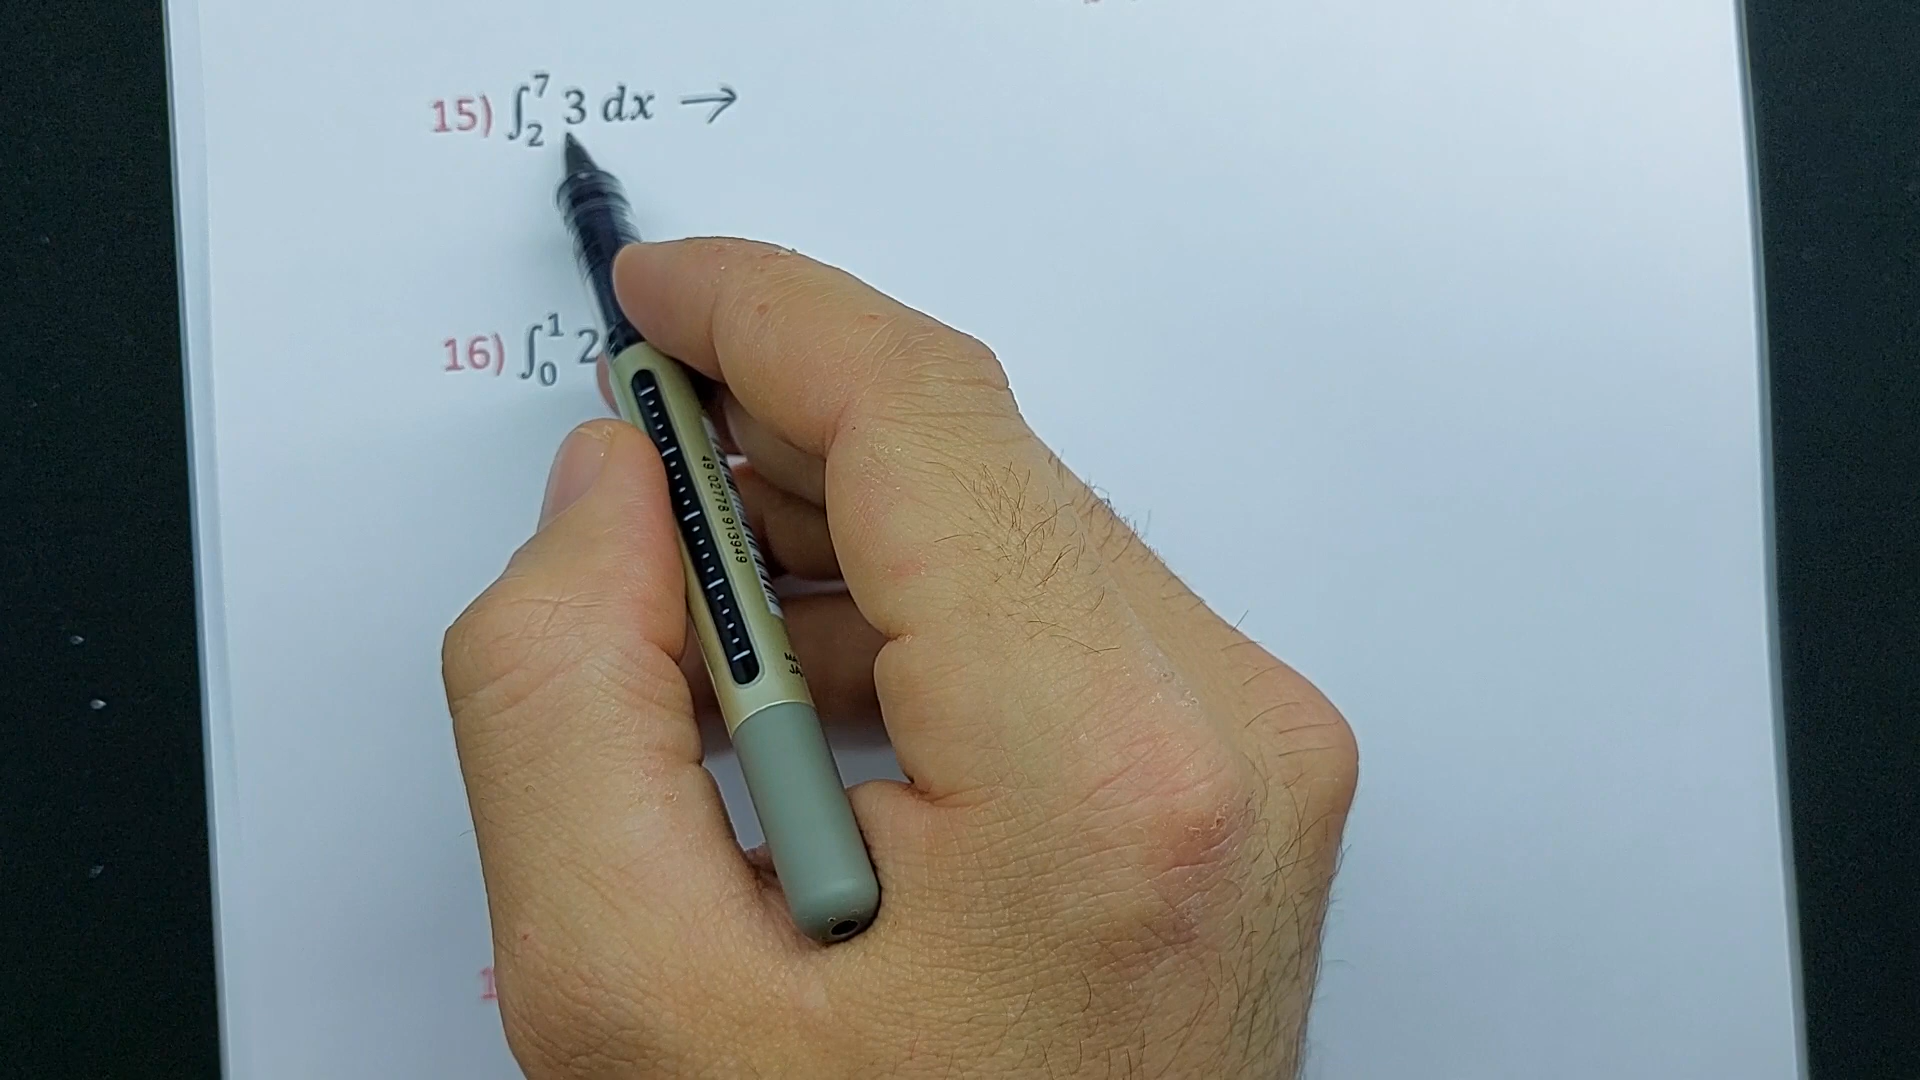 15) ∫₂⁷ 3 dx →
16) ∫₀¹ 2
49 02778 913949